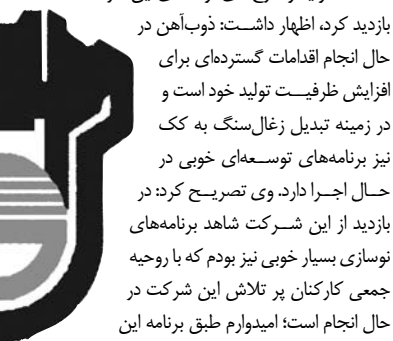 بازدید کرد، اظهار داشت: ذوب‌آهن در
حال انجام اقدامات گسترده‌ای برای
افزایش ظرفیت تولید خود است و
در زمینه تبدیل زغال‌سنگ به کک
نیز برنامه‌های توسعه‌ای خوبی در
حال اجرا دارد. وی تصریح کرد: در
بازدید از این شرکت شاهد برنامه‌های
نوسازی بسیار خوبی نیز بودم که با روحیه
جمعی کارکنان پر تلاش این شرکت در
حال انجام است؛ امیدوارم طبق برنامه این